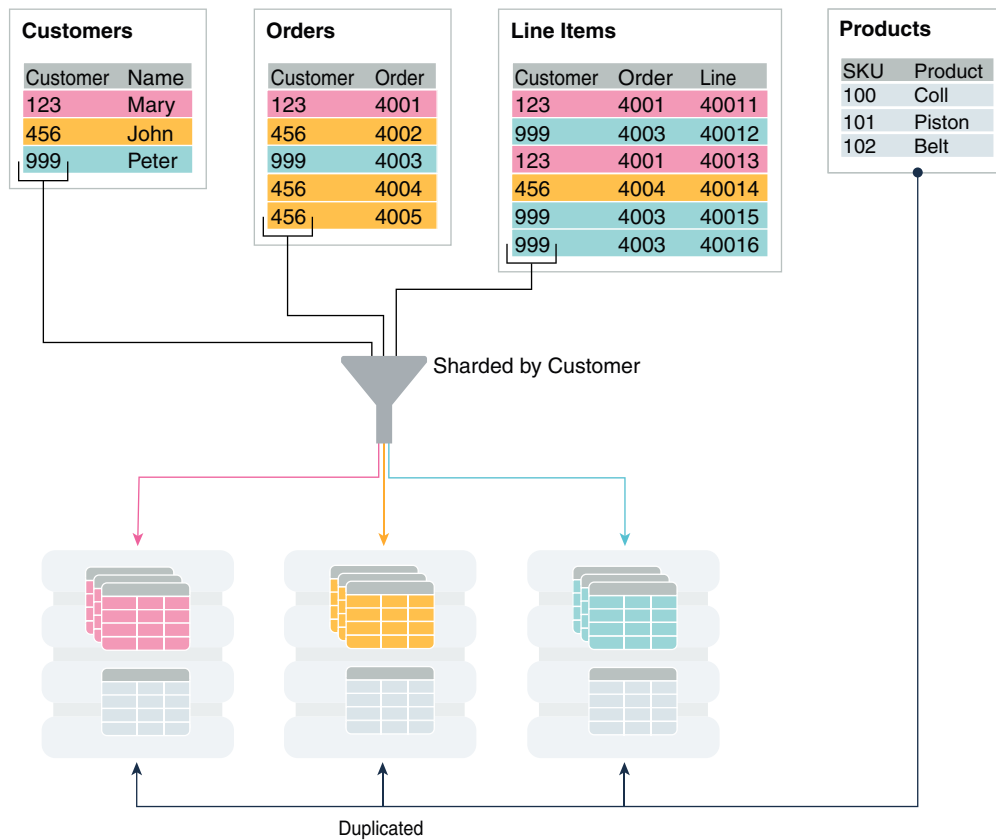 Customers
Customer Name
123 Mary
456 John
999 Peter
Orders
Customer Order
123 4001
456 4002
999 4003
456 4004
456 4005
Line Items
Customer Order Line
123 4001 40011
999 4003 40012
123 4001 40013
456 4004 40014
999 4003 40015
999 4003 40016
Products
SKU Product
100 Coll
101 Piston
102 Belt
Sharded by Customer
Duplicated